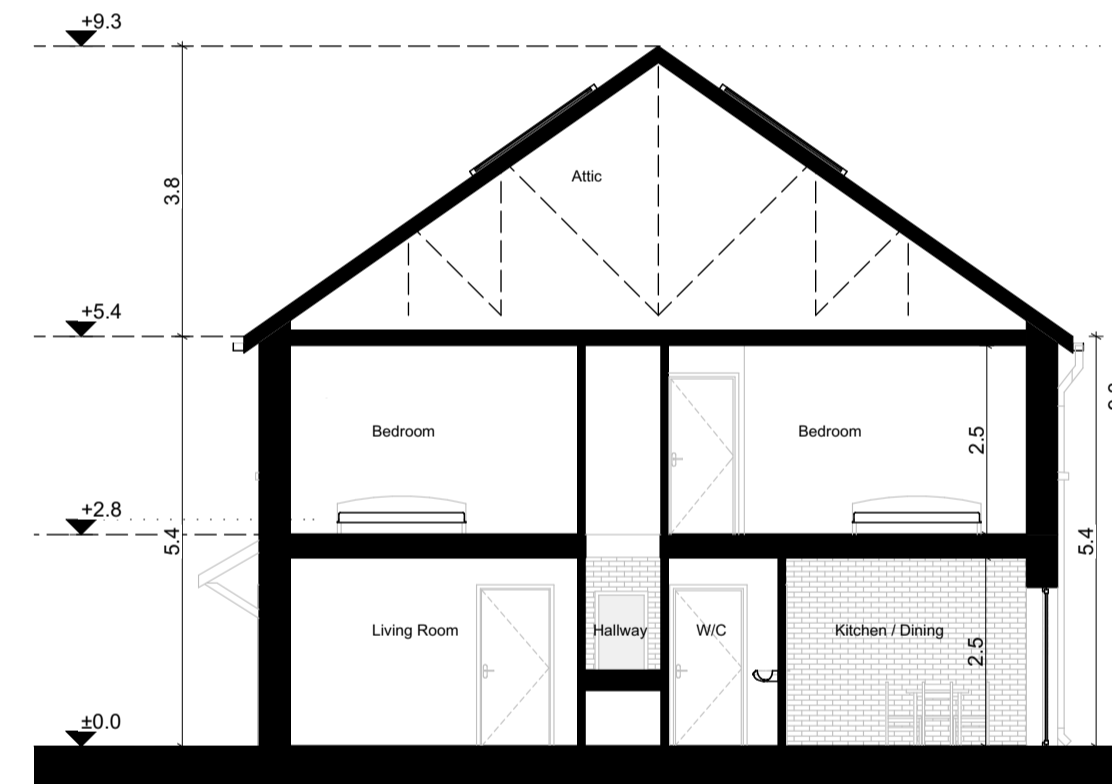 +9.3
3.8
Attic
+5.4
Bedroom
Bedroom
2.5
+2.8
5.4
5.4
Living Room
Hallway
W/C
Kitchen / Dining
2.5
±0.0